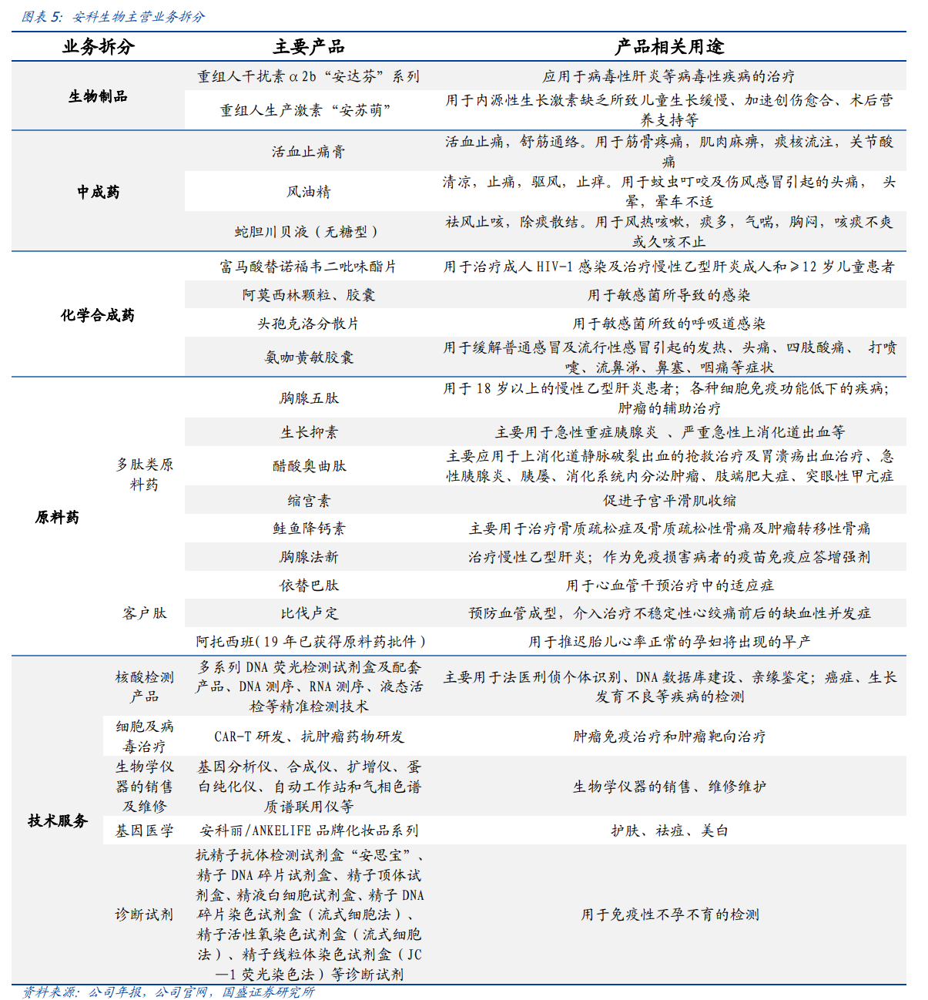 图表 5：安科生物主营业务拆分
业务拆分 主要产品 产品相关用途
生物制品
重组人干扰素α2b“安达芬”系列
应用于病毒性肝炎等病毒性疾病的治疗
重组人生产激素“安苏萌”
用于内源性生长激素缺乏所致儿童生长缓慢、加速创伤愈合、术后营
养支持等
中成药
活血止痛膏
活血止痛，舒筋通络。用于筋骨疼痛，肌肉麻痹，痰核流注，关节酸
痛
风油精
清凉，止痛，驱风，止痒。用于蚊虫叮咬及伤风感冒引起的头痛， 头
晕，晕车不适
蛇胆川贝液（无糖型）
祛风止咳，除痰散结。用于风热咳嗽，痰多，气喘，胸闷，咳痰不爽
或久咳不止
化学合成药
富马酸替诺福韦二吡呋酯片
用于治疗成人 HIV-1 感染及治疗慢性乙型肝炎成人和≥12 岁儿童患者
阿莫西林颗粒、胶囊
用于敏感菌所导致的感染
头孢克洛分散片
用于敏感菌所致的呼吸道感染
氨咖黄敏胶囊
用于缓解普通感冒及流行性感冒引起的发热、头痛、四肢酸痛、 打喷
嚏、流鼻涕、鼻塞、咽痛等症状
原料药
多肽类原
料药
胸腺五肽
用于 18 岁以上的慢性乙型肝炎患者；各种细胞免疫功能低下的疾病；
肿瘤的辅助治疗
生长抑素
主要用于急性重症胰腺炎 、严重急性上消化道出血等
醋酸奥曲肽
主要应用于上消化道静脉破裂出血的抢救治疗及胃溃疡出血治疗、急
性胰腺炎、胰屡、消化系统内分泌肿瘤、肢端肥大症、突眼性甲亢症
缩宫素
促进子宫平滑肌收缩
鲑鱼降钙素
主要用于治疗骨质疏松症及骨质疏松性骨痛及肿瘤转移性骨痛
胸腺法新
治疗慢性乙型肝炎；作为免疫损害病者的疫苗免疫应答增强剂
客户肽
依替巴肽
用于心血管干预治疗中的适应症
比伐卢定
预防血管成型，介入治疗不稳定性心绞痛前后的缺血性并发症
阿托西班(19 年已获得原料药批件)
用于推迟胎儿心率正常的孕妇将出现的早产
技术服务
核酸检测
产品
多系列 DNA 荧光检测试剂盒及配套
产品、DNA 测序、RNA 测序、液态活
检等精准检测技术
主要用于法医刑侦个体识别、DNA 数据库建设、亲缘鉴定；癌症、生长
发育不良等疾病的检测
细胞及病
毒治疗
CAR-T 研发、抗肿瘤药物研发
肿瘤免疫治疗和肿瘤靶向治疗
生物学仪
器的销售
及维修
基因分析仪、合成仪、扩增仪、蛋
白纯化仪、自动工作站和气相色谱
质谱联用仪等
生物学仪器的销售、维修维护
基因医学
安科丽/ANKELIFE 品牌化妆品系列
护肤、祛痘、美白
诊断试剂
抗精子抗体检测试剂盒“安思宝”、
精子 DNA 碎片试剂盒、精子顶体试
剂盒、精液白细胞试剂盒、精子 DNA
碎片染色试剂盒（流式细胞法）、
精子活性氧染色试剂盒（流式细胞
法）、精子线粒体染色试剂盒（JC
—1 荧光染色法）等诊断试剂
用于免疫性不孕不育的检测
资料来源：公司年报，公司官网，国盛证券研究所